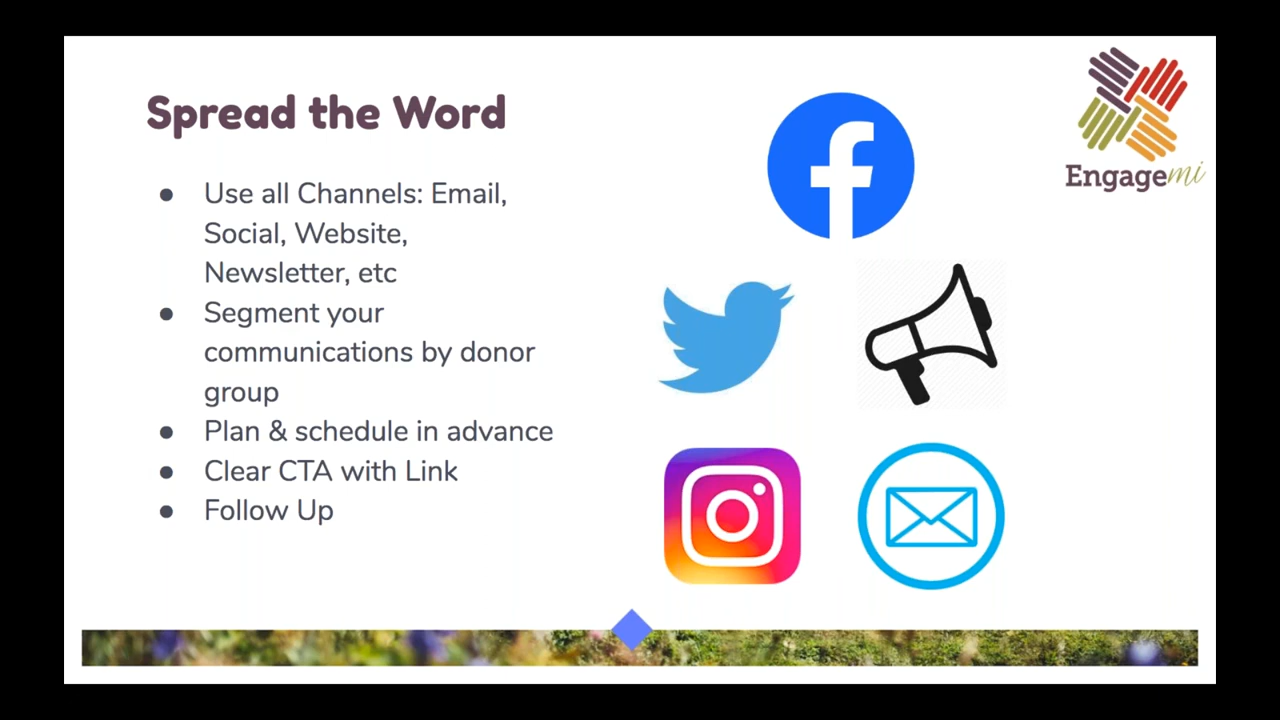 Spread the Word
● Use all Channels: Email,
Social, Website,
Newsletter, etc
● Segment your
communications by donor
group
● Plan & schedule in advance
● Clear CTA with Link
● Follow Up
Engagemi